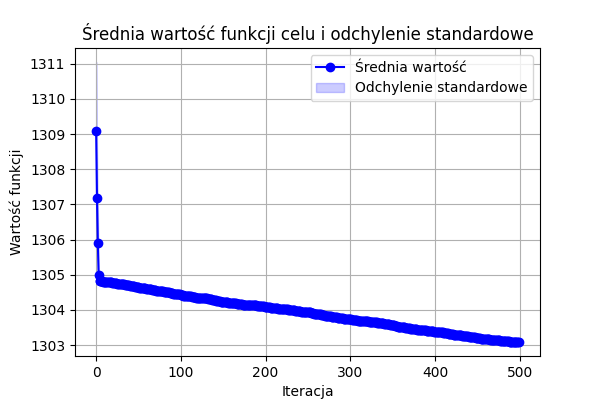 Średnia wartość funkcji celu i odchylenie standardowe
Średnia wartość
Odchylenie standardowe
Wartość funkcji
1311
1310
1309
1308
1307
1306
1305
1304
1303
0 100 200 300 400 500
Iteracja